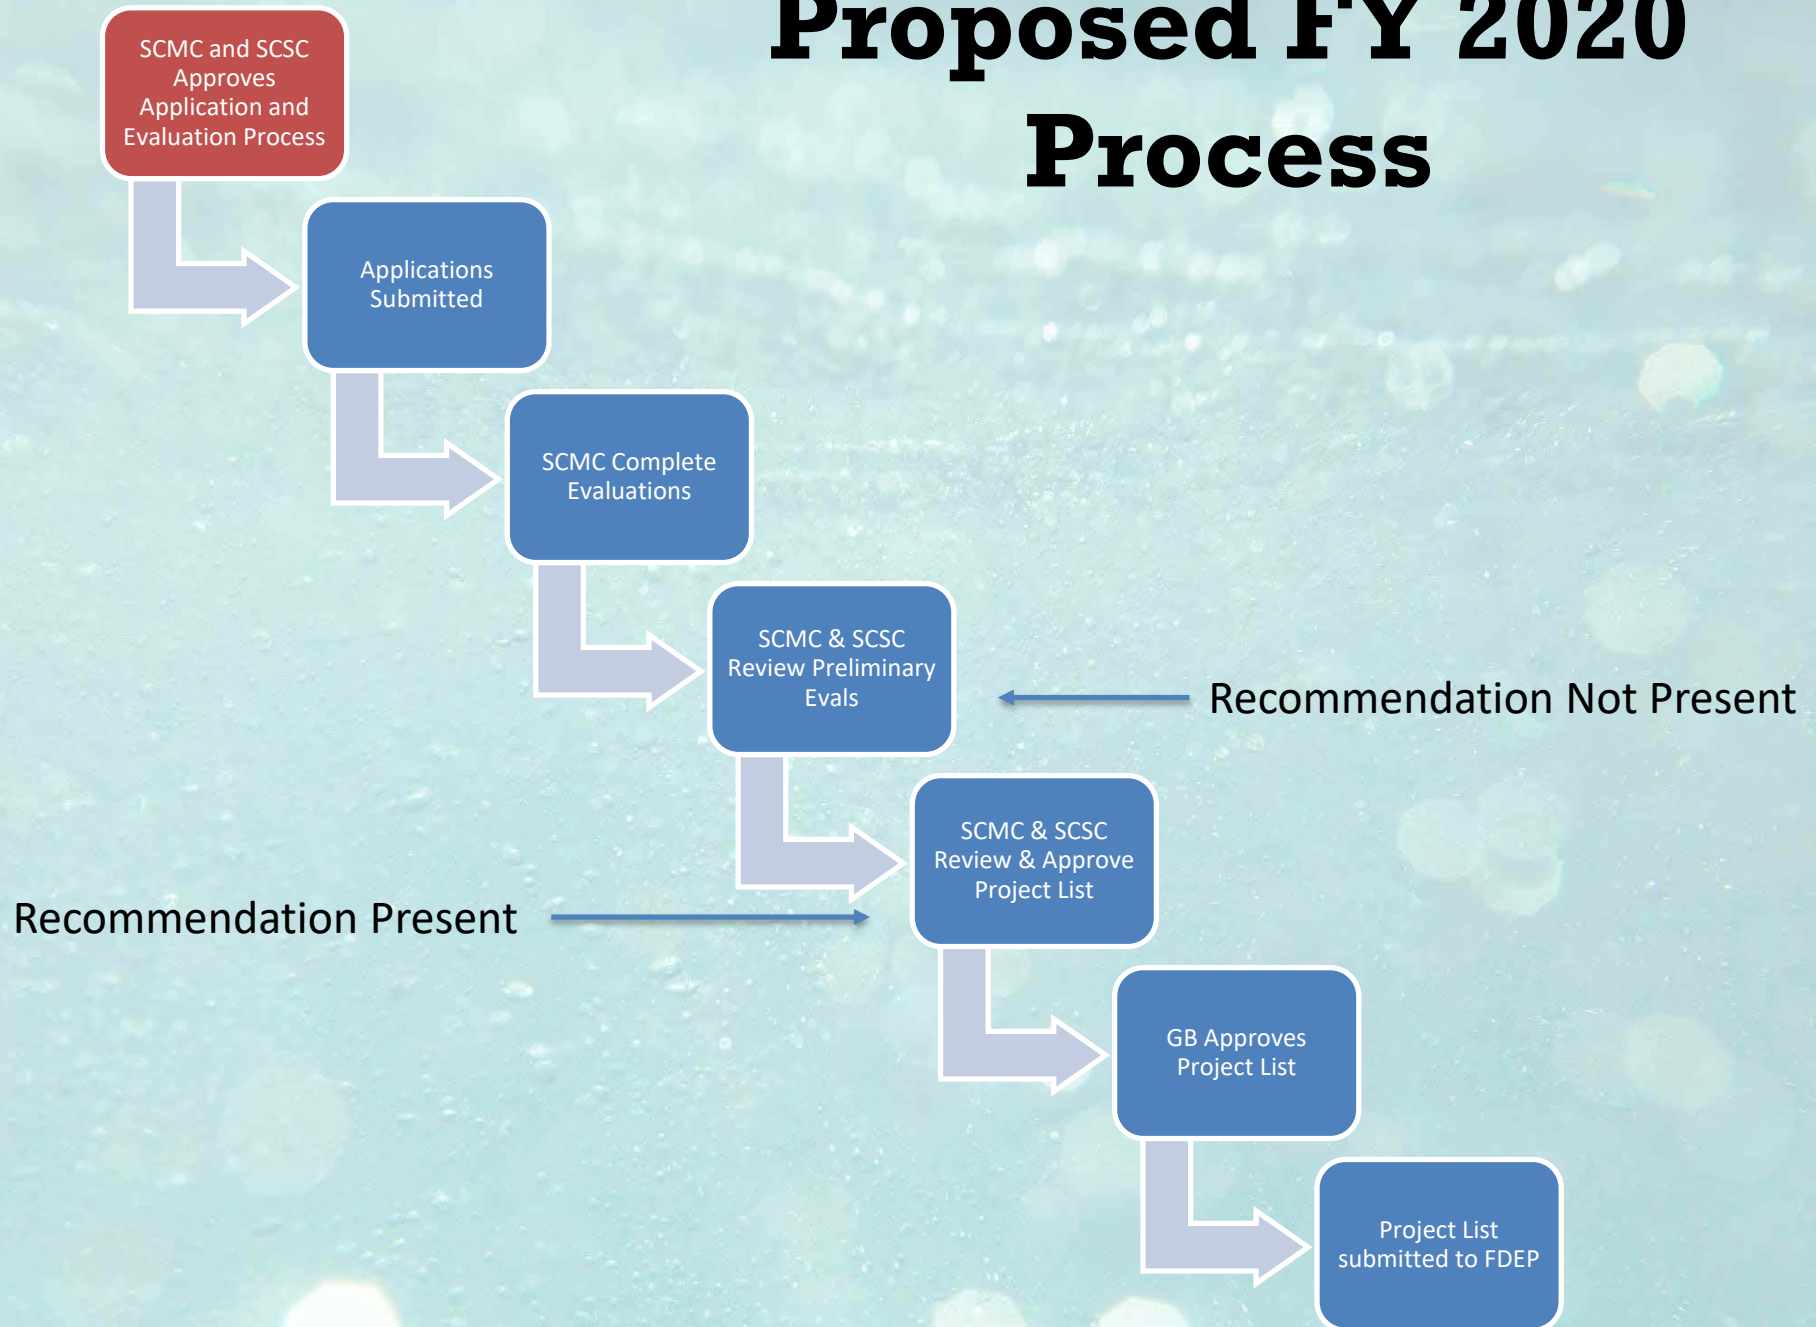 Proposed FY 2020
Process
SCMC and SCSC
Approves
Application and
Evaluation Process
Applications
Submitted
SCMC Complete
Evaluations
SCMC & SCSC
Review Preliminary
Evals
Recommendation Not Present
SCMC & SCSC
Review & Approve
Project List
Recommendation Present
GB Approves
Project List
Project List
submitted to FDEP